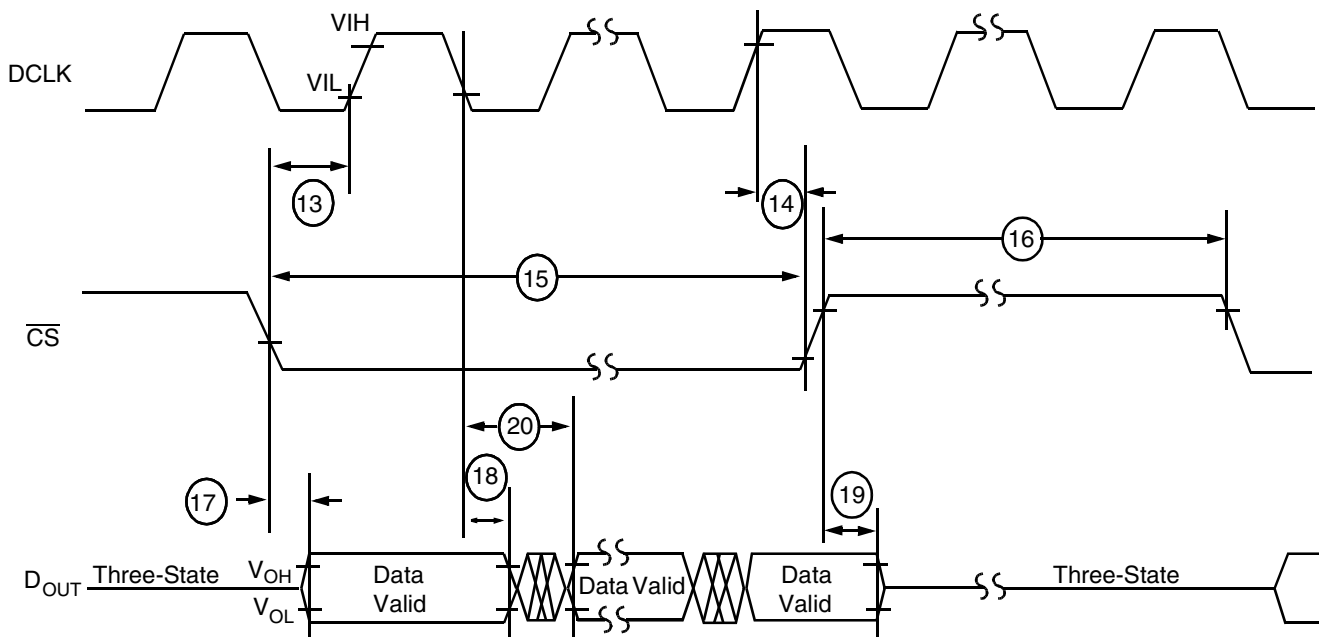 VIH
DCLK
VIL
13
14
16
15
C̅S̅
20
18
17
19
DOUT
Three-State
VOH
VOL
Data
Valid
Data Valid
Data
Valid
Three-State